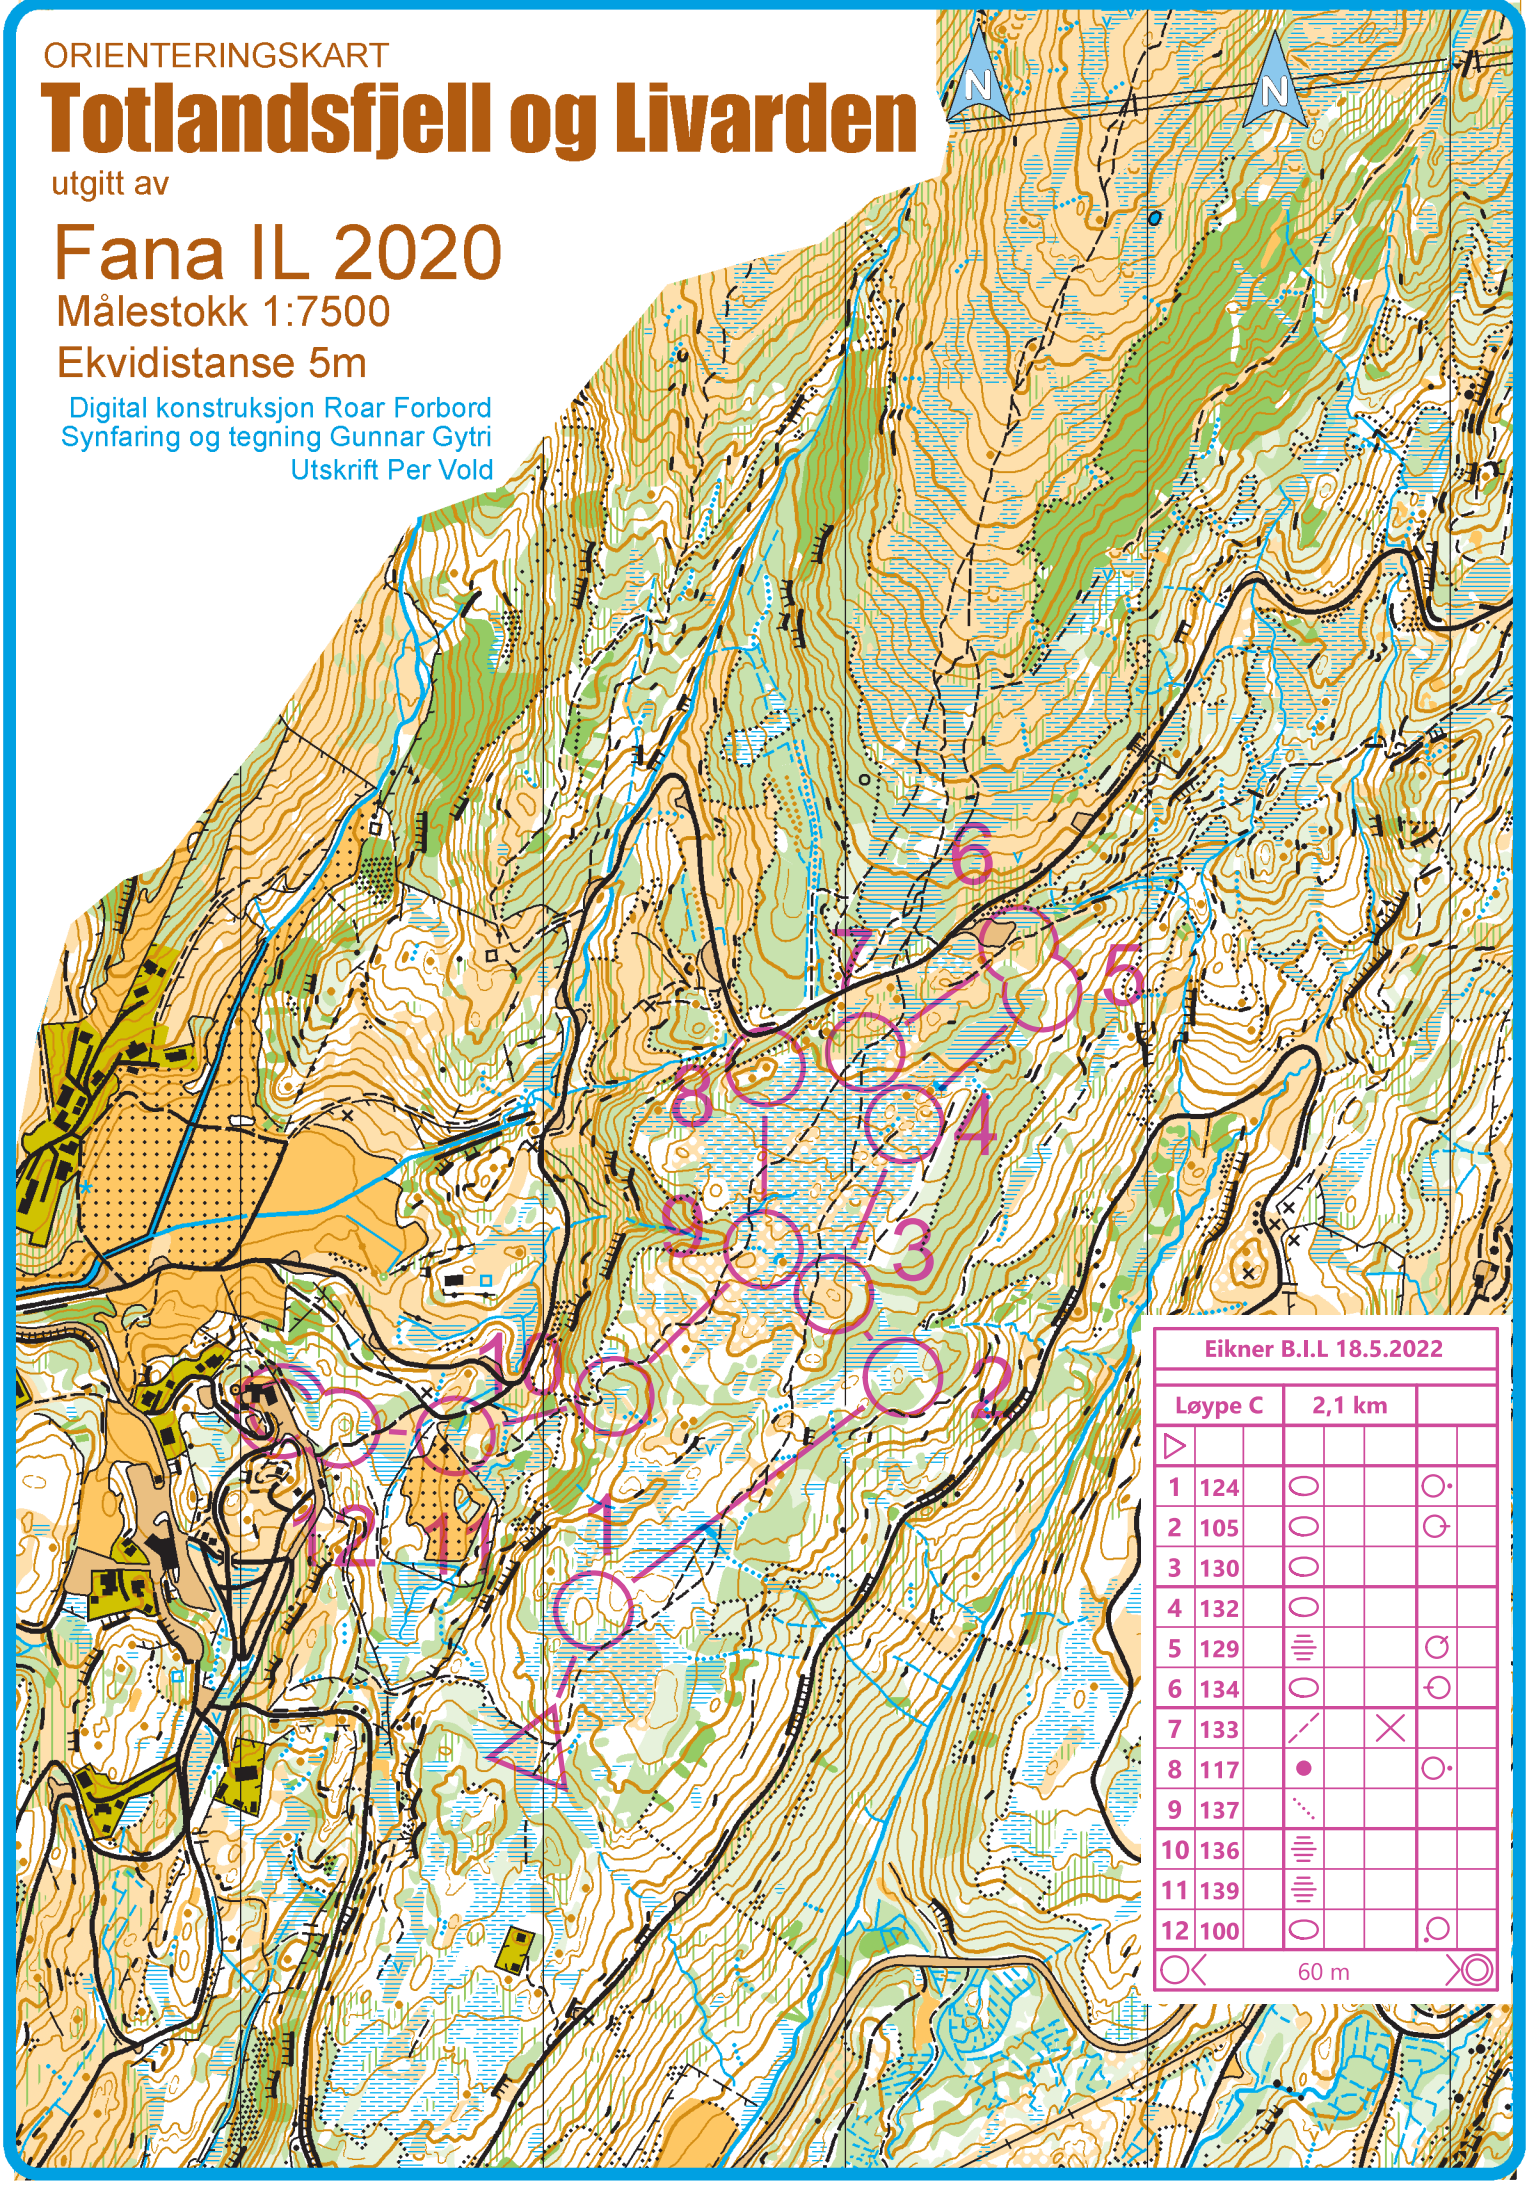 ORIENTERINGSKART
Totlandsfjell og Livarden
utgitt av
Fana IL 2020
Målestokk 1:7500
Ekvidistanse 5m
Digital konstruksjon Roar Forbord
Synfaring og tegning Gunnar Gytri
Utskrift Per Vold
N N
6
7
5
8
4
9
3
10
2
1
12
11
Eikner B.I.L 18.5.2022
Løype C 2,1 km
1 124
2 105
3 130
4 132
5 129
6 134
7 133
8 117
9 137
10 136
11 139
12 100
60 m